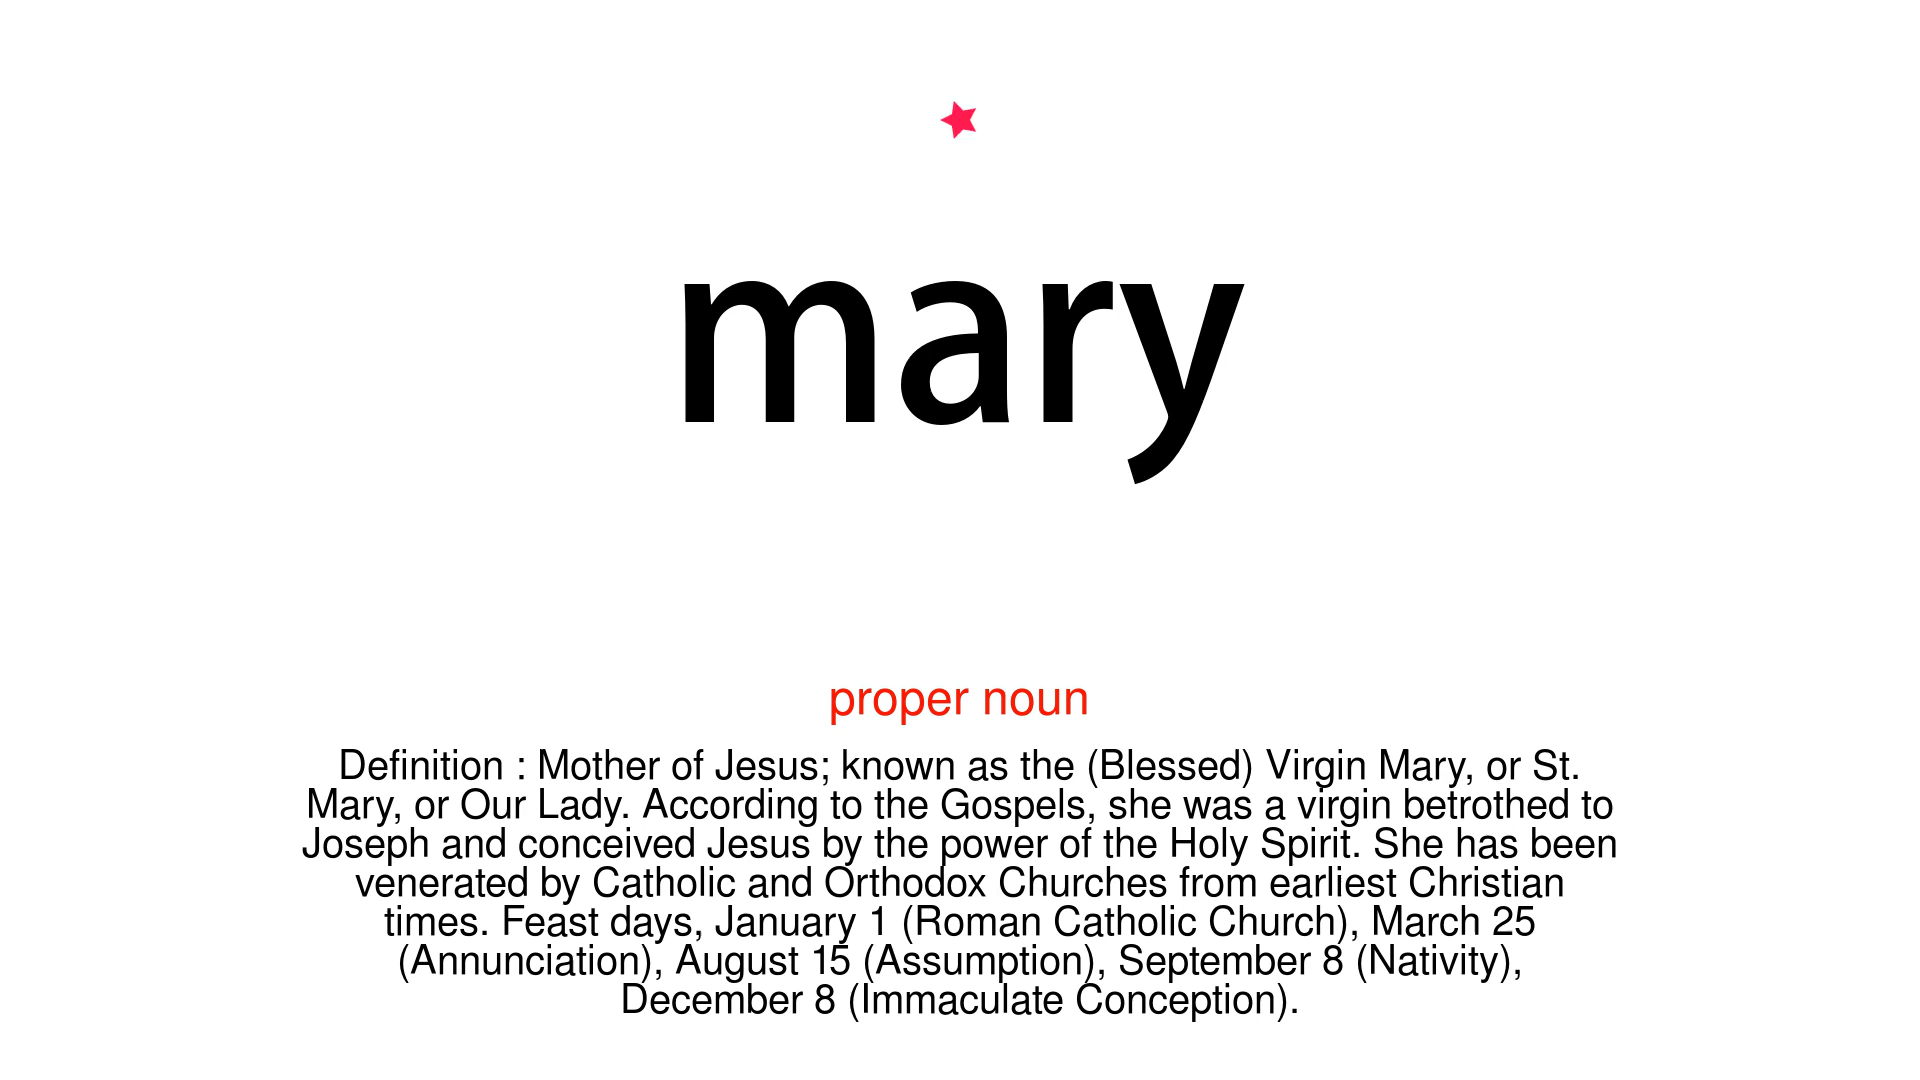 mary
proper noun
Definition : Mother of Jesus; known as the (Blessed) Virgin Mary, or St.
Mary, or Our Lady. According to the Gospels, she was a virgin betrothed to
Joseph and conceived Jesus by the power of the Holy Spirit. She has been
venerated by Catholic and Orthodox Churches from earliest Christian
times. Feast days, January 1 (Roman Catholic Church), March 25
(Annunciation), August 15 (Assumption), September 8 (Nativity),
December 8 (Immaculate Conception).